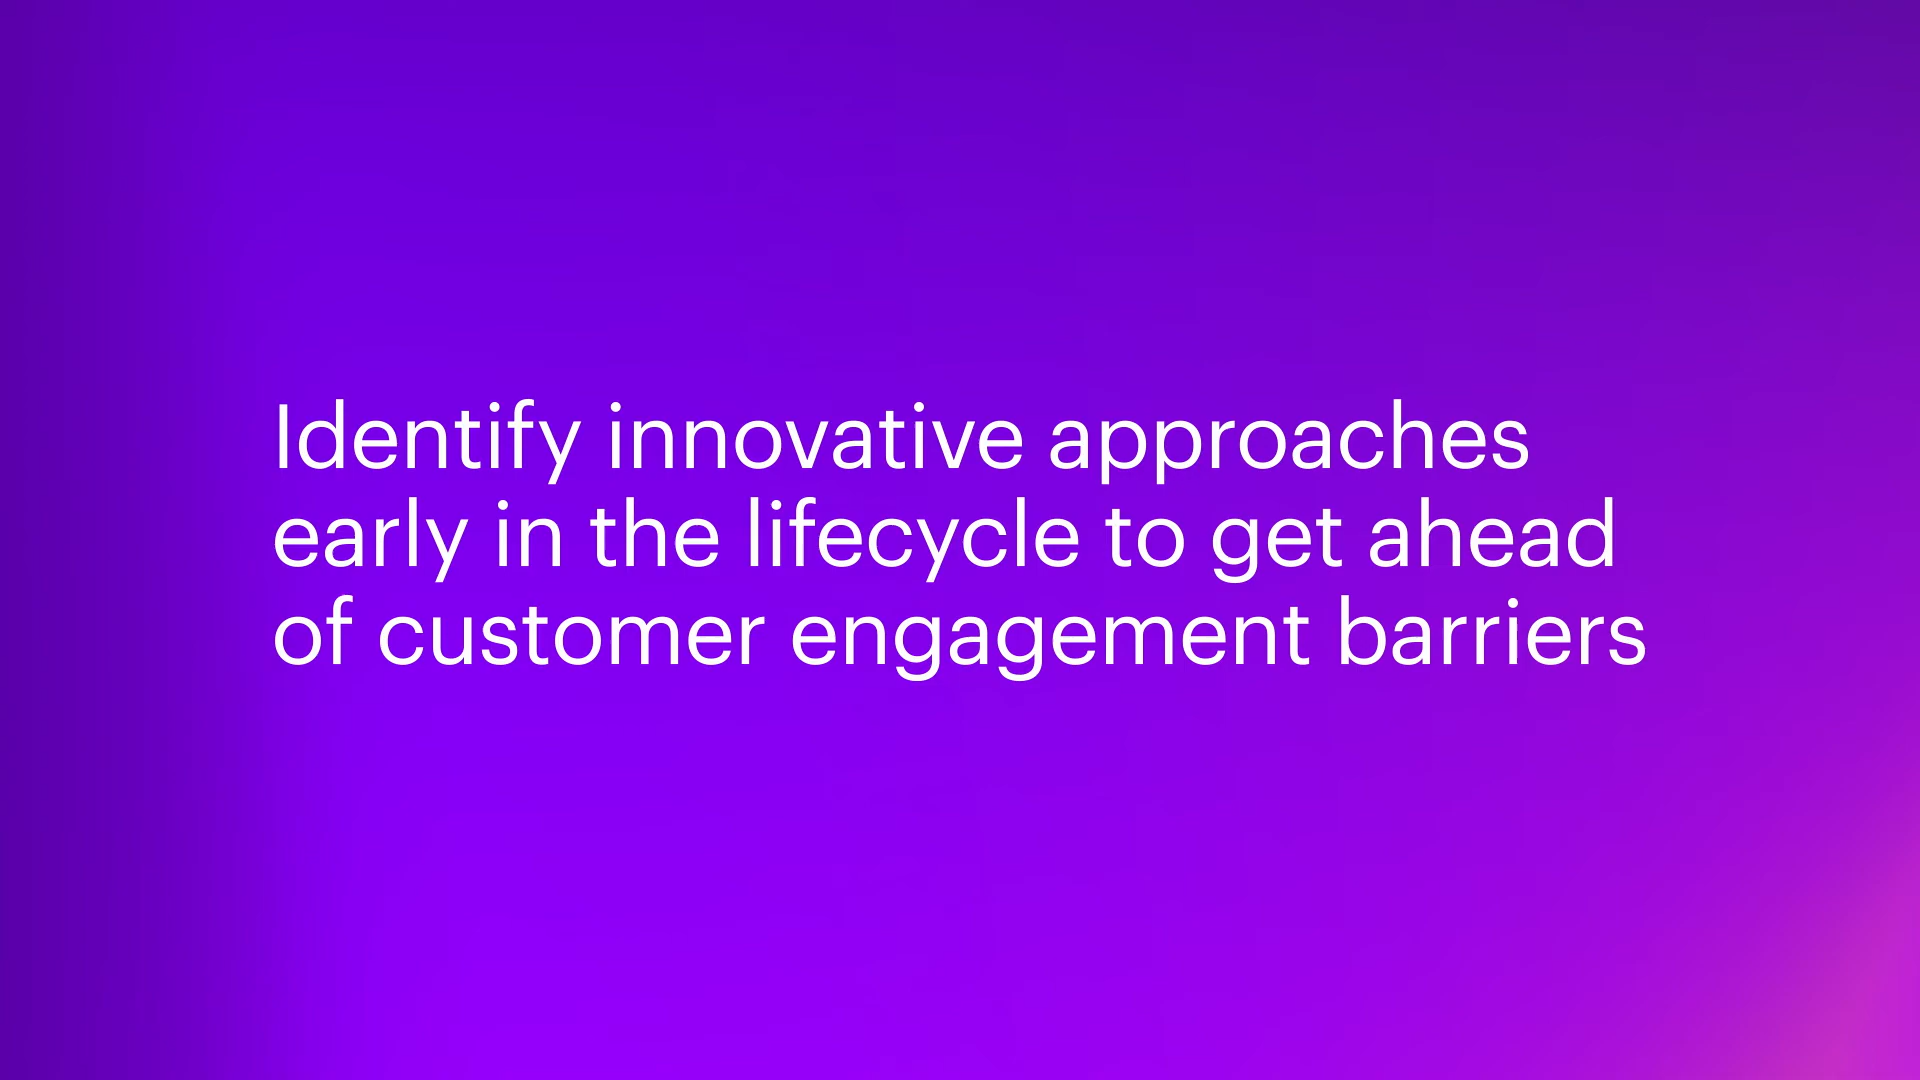 Identify innovative approaches
early in the lifecycle to get ahead
of customer engagement barriers